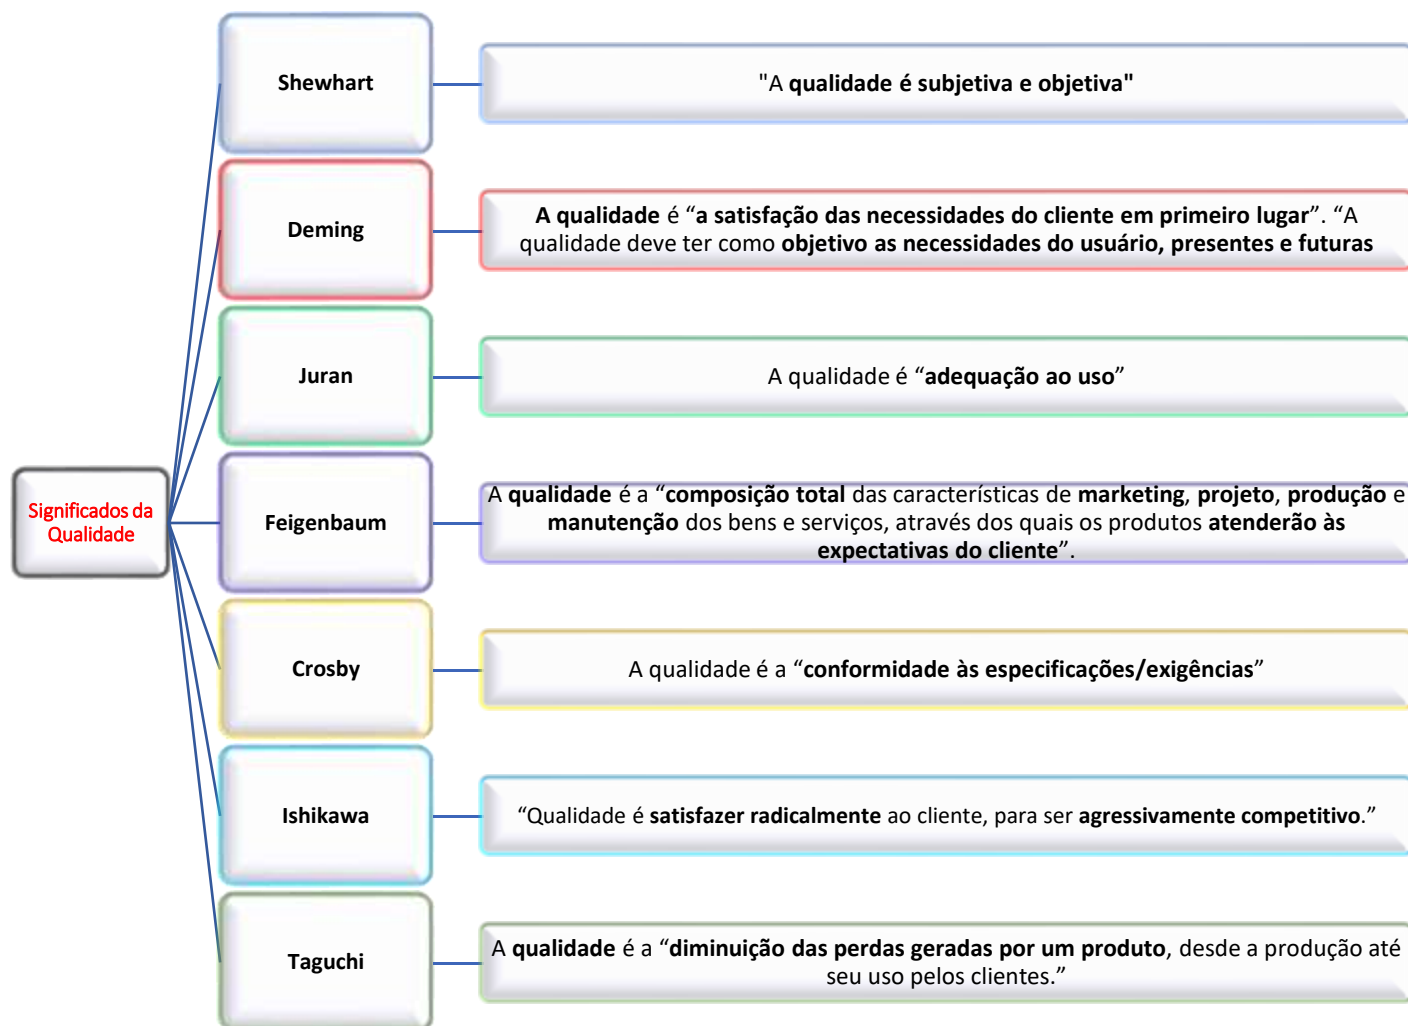 Significados da
Qualidade
Shewhart
"A qualidade é subjetiva e objetiva"
Deming
A qualidade é “a satisfação das necessidades do cliente em primeiro lugar”. “A
qualidade deve ter como objetivo as necessidades do usuário, presentes e futuras
Juran
A qualidade é “adequação ao uso”
Feigenbaum
A qualidade é a “composição total das características de marketing, projeto, produção e
manutenção dos bens e serviços, através dos quais os produtos atenderão às
expectativas do cliente”.
Crosby
A qualidade é a “conformidade às especificações/exigências”
Ishikawa
“Qualidade é satisfazer radicalmente ao cliente, para ser agressivamente competitivo.”
Taguchi
A qualidade é a “diminuição das perdas geradas por um produto, desde a produção até
seu uso pelos clientes.”